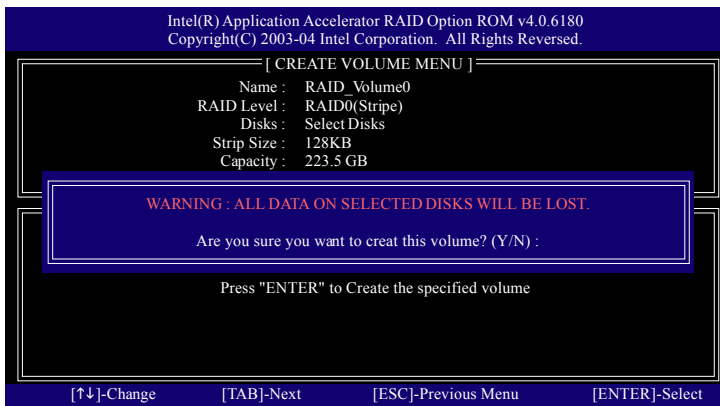 Intel(R) Application Accelerator RAID Option ROM v4.0.6180
Copyright(C) 2003-04 Intel Corporation. All Rights Reversed.
[ CREATE VOLUME MENU ]
Name : RAID_Volume0
RAID Level : RAID0(Stripe)
Disks : Select Disks
Strip Size : 128KB
Capacity : 223.5 GB
WARNING : ALL DATA ON SELECTED DISKS WILL BE LOST.
Are you sure you want to creat this volume? (Y/N) :
Press "ENTER" to Create the specified volume
[↑↓]-Change [TAB]-Next [ESC]-Previous Menu [ENTER]-Select